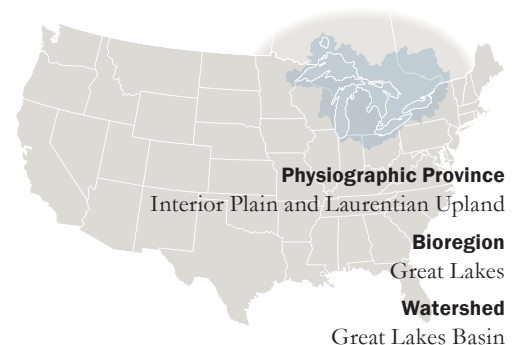 Physiographic Province
Interior Plain and Laurentian Upland
Bioregion
Great Lakes
Watershed
Great Lakes Basin